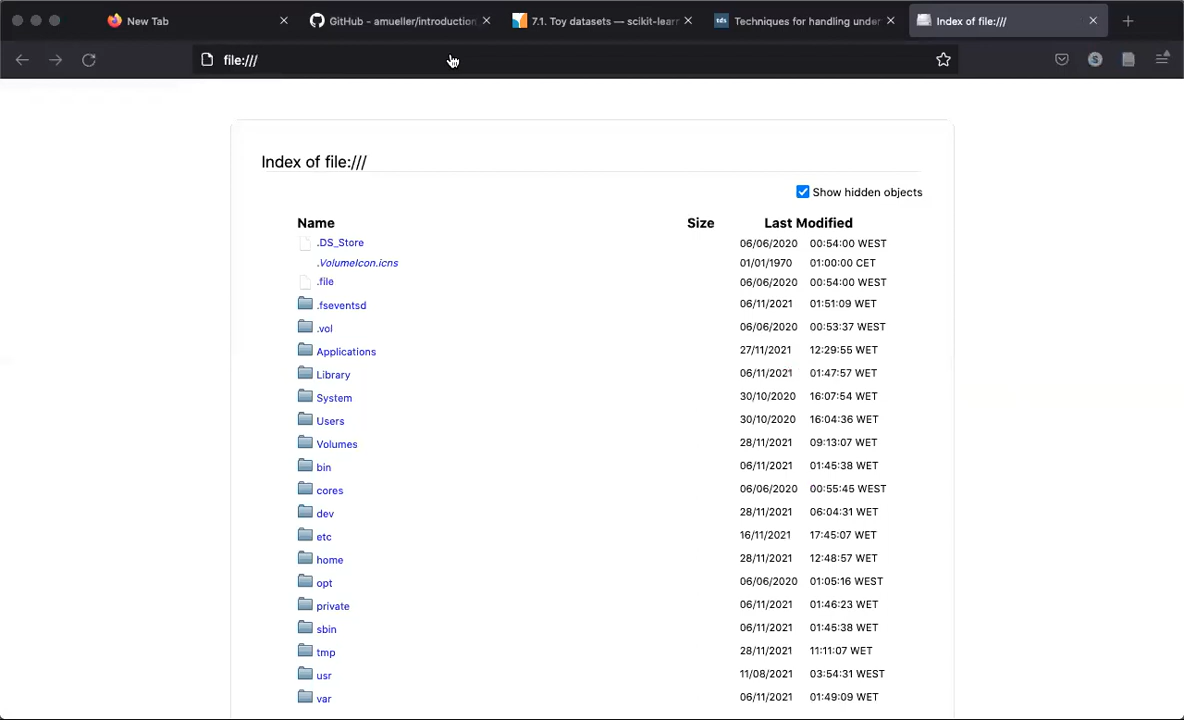 New Tab
GitHub - amueller/introduction
7.1. Toy datasets — scikit-learn
tds Techniques for handling under
Index of file:///
file:///
Index of file:///
Show hidden objects
Name Size Last Modified
.DS_Store 06/06/2020 00:54:00 WEST
.VolumeIcon.icns 01/01/1970 01:00:00 CET
.file 06/06/2020 00:54:00 WEST
.fseventsd 06/11/2021 01:51:09 WET
.vol 06/06/2020 00:53:37 WEST
Applications 27/11/2021 12:29:55 WET
Library 06/11/2021 01:47:57 WET
System 30/10/2020 16:07:54 WET
Users 30/10/2020 16:04:36 WET
Volumes 28/11/2021 09:13:07 WET
bin 06/11/2021 01:45:38 WET
cores 06/06/2020 00:55:45 WEST
dev 28/11/2021 06:04:31 WET
etc 16/11/2021 17:45:07 WET
home 28/11/2021 12:48:57 WET
opt 06/06/2020 01:05:16 WEST
private 06/11/2021 01:46:23 WET
sbin 06/11/2021 01:45:38 WET
tmp 28/11/2021 11:11:07 WET
usr 11/08/2021 03:54:31 WEST
var 06/11/2021 01:49:09 WET